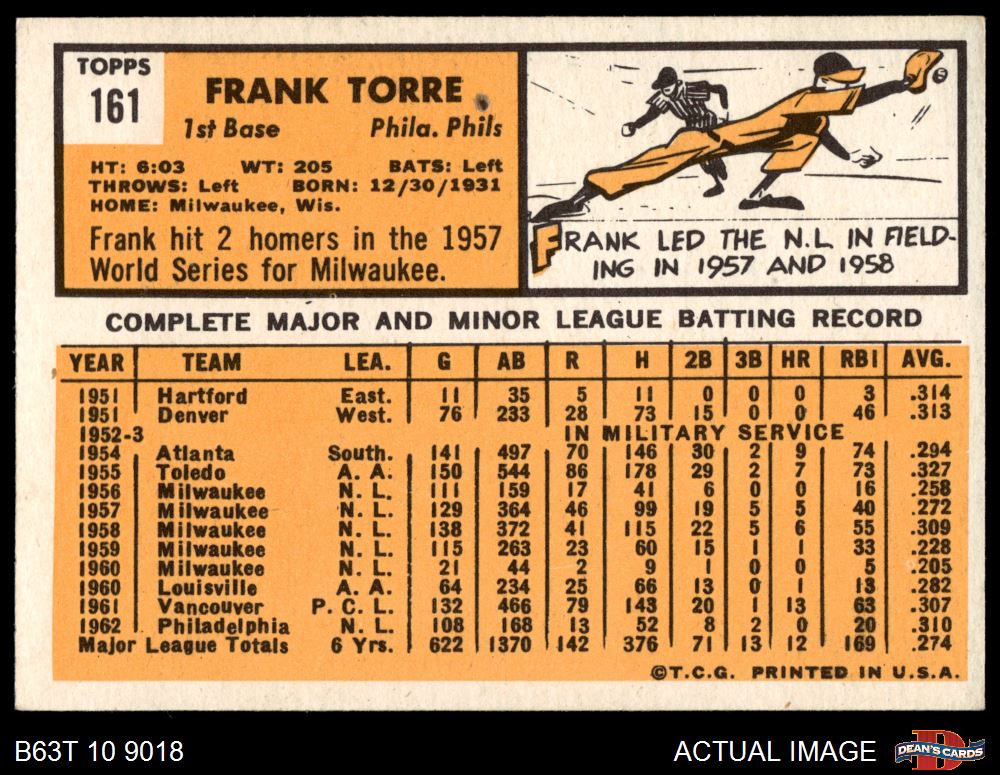 TOPPS
161
FRANK TORRE
1st Base Phila. Phils
HT: 6:03 WT: 205 BATS: Left
THROWS: Left BORN: 12/30/1931
HOME: Milwaukee, Wis.
Frank hit 2 homers in the 1957
World Series for Milwaukee.
FRANK LED THE N.L IN FIELD-
ING IN 1957 AND 1958
COMPLETE MAJOR AND MINOR LEAGUE BATTING RECORD
YEAR TEAM LEA. G AB R H 2B 3B HR RBI AVG.
1951 Hartford East. 11 35 5 11 0 0 0 3 .314
1951 Denver West. 76 233 28 73 15 0 0 46 .313
1952-3 IN MILITARY SERVICE
1954 Atlanta South. 141 497 70 146 30 2 9 74 .294
1955 Toledo A. A. 150 544 86 178 29 2 7 73 .327
1956 Milwaukee N. L. 111 159 17 41 6 0 0 16 .258
1957 Milwaukee N. L. 129 364 46 99 19 5 5 40 .272
1958 Milwaukee N. L. 138 372 41 115 22 5 6 55 .309
1959 Milwaukee N. L. 115 263 23 60 15 1 1 33 .228
1960 Milwaukee N. L. 21 44 2 9 1 0 0 5 .205
1960 Louisville A. A. 64 234 25 66 13 0 1 13 .282
1961 Vancouver P. C. L. 132 466 79 143 20 1 13 63 .307
1962 Philadelphia N. L. 108 168 13 52 8 2 0 20 .310
Major League Totals 6 Yrs. 622 1370 142 376 71 13 12 169 .274
©T.C.G. PRINTED IN U.S.A.
B63T 10 9018 ACTUAL IMAGE
DEAN'S CARDS